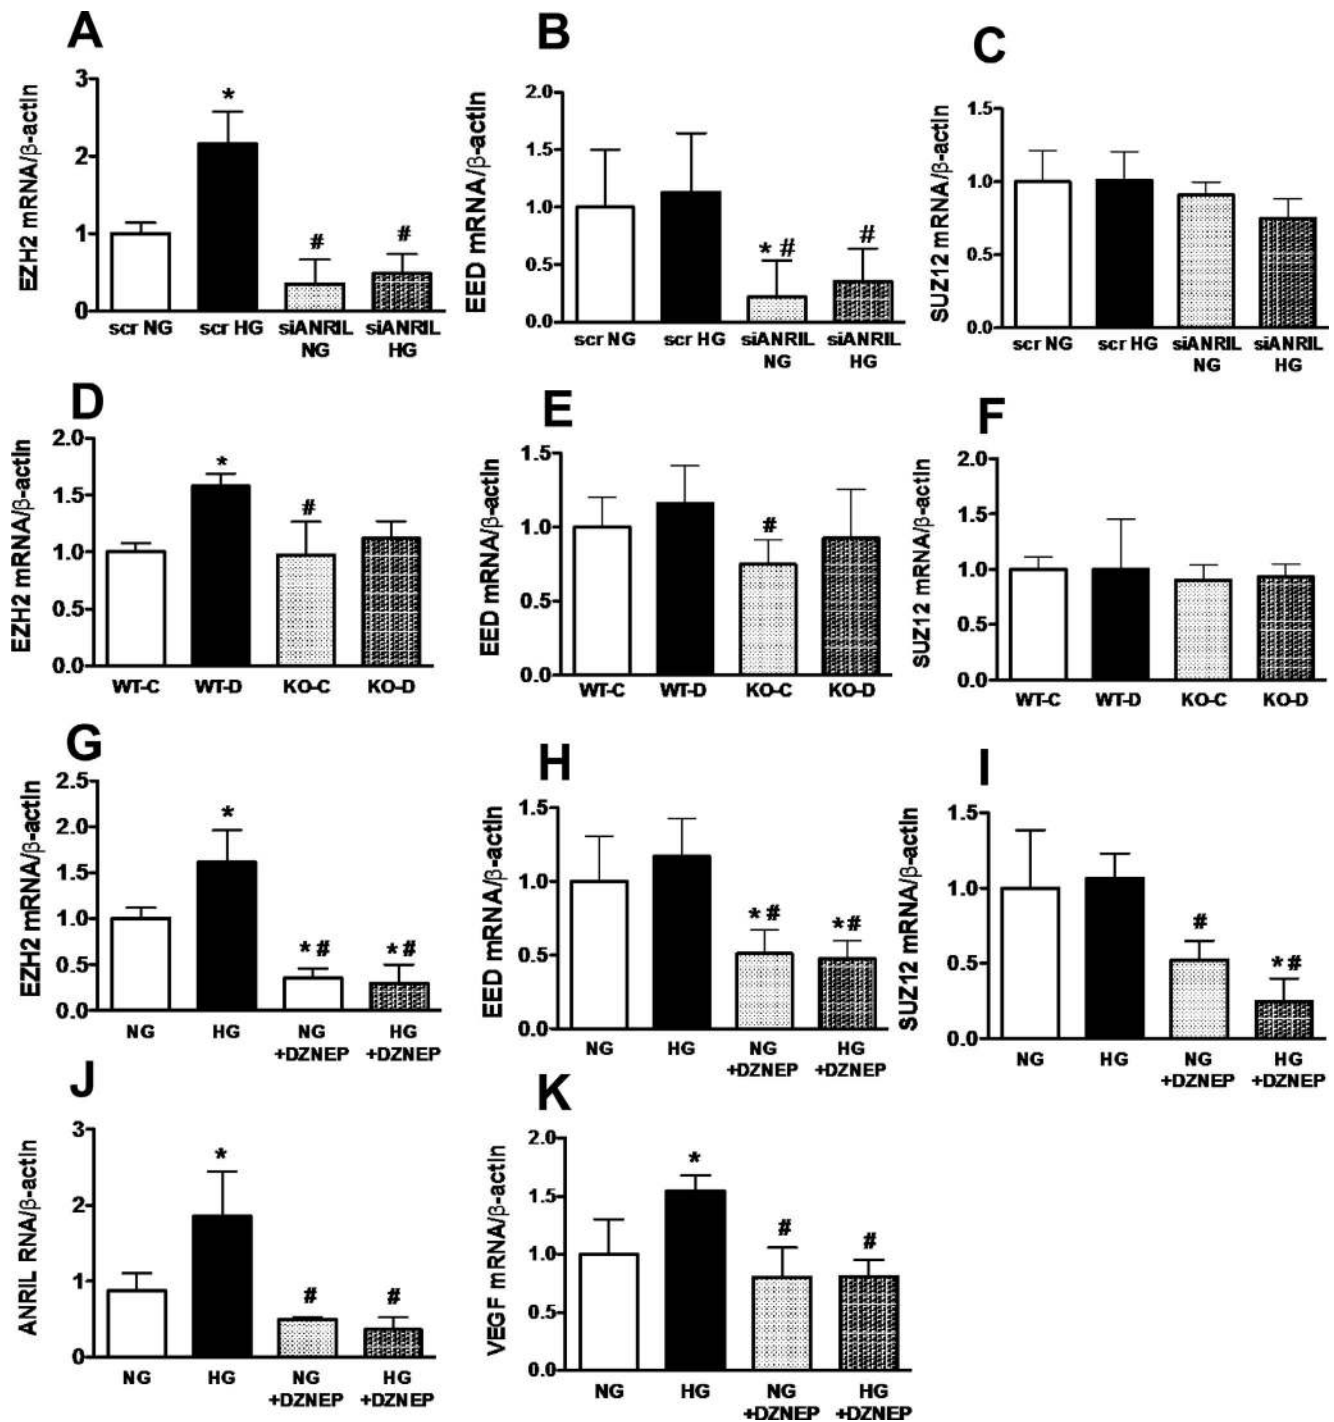 A
EZH2 mRNA/β-actin
3
2
1
0
*
#
#
scr NG
scr HG
siANRIL NG
siANRIL HG
B
EED mRNA/β-actin
2.0
1.5
1.0
0.5
0.0
*#
#
scr NG
scr HG
siANRIL NG
siANRIL HG
C
SUZ12 mRNA/β-actin
1.5
1.0
0.5
0.0
scr NG
scr HG
siANRIL NG
siANRIL HG
D
EZH2 mRNA/β-actin
2.0
1.5
1.0
0.5
0.0
*
#
WT-C
WT-D
KO-C
KO-D
E
EED mRNA/β-actin
1.5
1.0
0.5
0.0
#
WT-C
WT-D
KO-C
KO-D
F
SUZ12 mRNA/β-actin
2.0
1.5
1.0
0.5
0.0
WT-C
WT-D
KO-C
KO-D
G
EZH2 mRNA/β-actin
2.5
2.0
1.5
1.0
0.5
0.0
*
*#
*#
NG
HG
NG +DZNEP
HG +DZNEP
H
EED mRNA/β-actin
1.5
1.0
0.5
0.0
*#
*#
NG
HG
NG +DZNEP
HG +DZNEP
I
SUZ12 mRNA/β-actin
1.5
1.0
0.5
0.0
#
*#
NG
HG
NG +DZNEP
HG +DZNEP
J
ANRIL RNA/β-actin
3
2
1
0
*
#
#
NG
HG
NG +DZNEP
HG +DZNEP
K
VEGF mRNA/β-actin
2.0
1.5
1.0
0.5
0.0
*
#
#
NG
HG
NG +DZNEP
HG +DZNEP